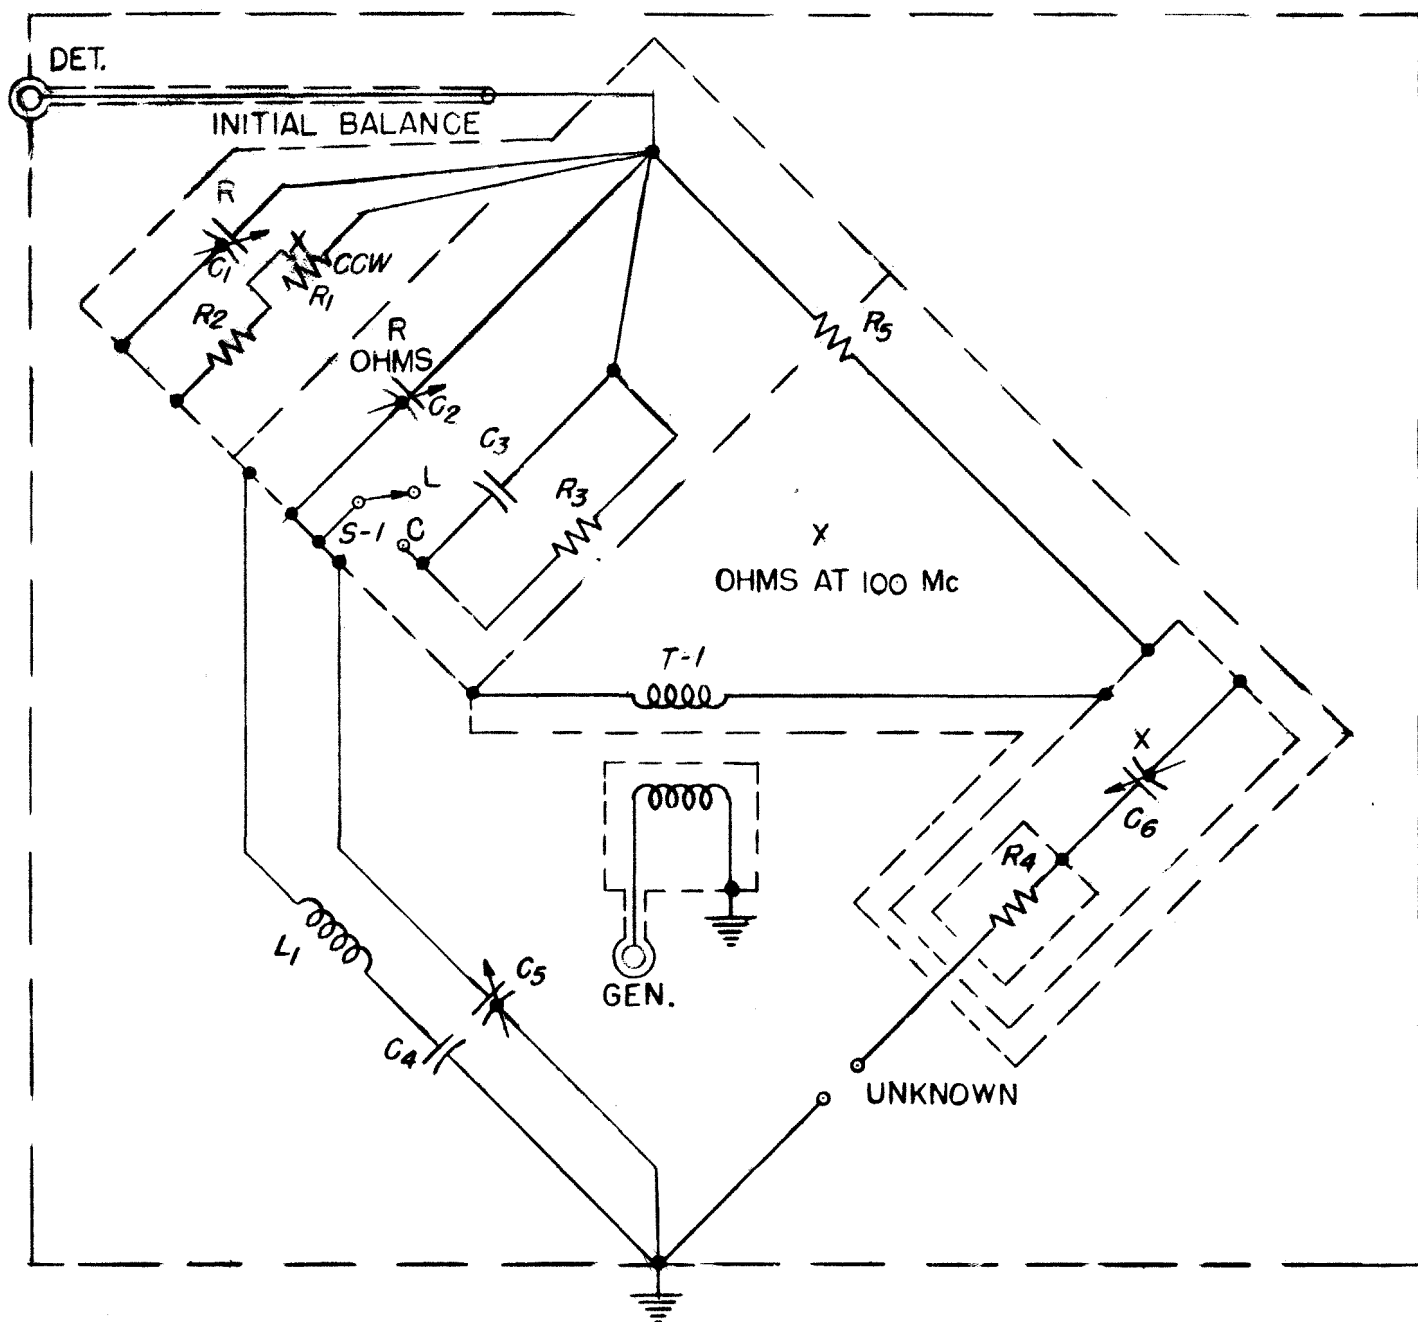 DET.
INITIAL BALANCE
R
C1
X
CCW
R1
R2
R
OHMS
C2
R5
C3
L
R3
S-1
C
X
OHMS AT 100 Mc
T-1
X
C6
R4
L1
C5
GEN.
C4
UNKNOWN